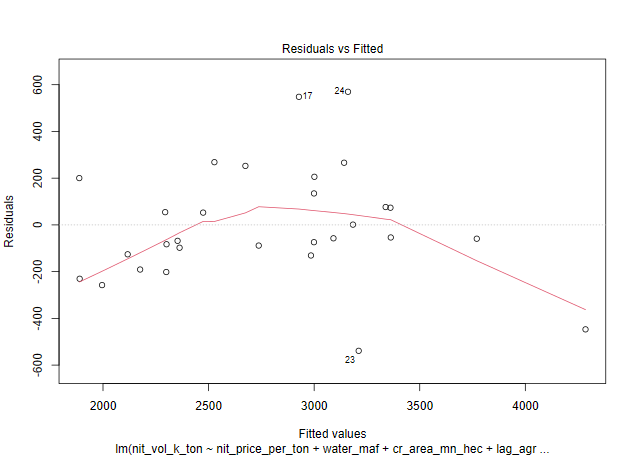 Residuals vs Fitted
Residuals
600
400
200
0
-200
-400
-600
17
24
23
2000 2500 3000 3500 4000
Fitted values
lm(nit_vol_k_ton ~ nit_price_per_ton + water_maf + cr_area_mn_hec + lag_agr ...